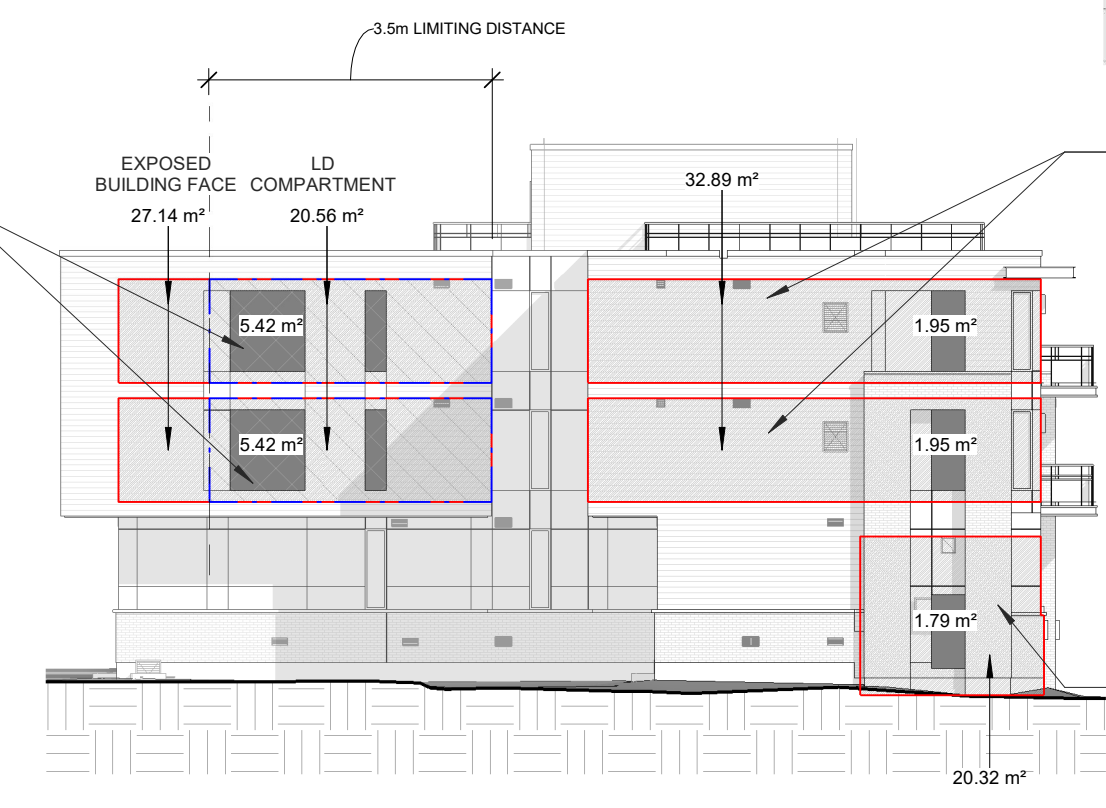 3.5m LIMITING DISTANCE
EXPOSED
BUILDING FACE
27.14 m²
LD
COMPARTMENT
20.56 m²
32.89 m²
5.42 m²
1.95 m²
5.42 m²
1.95 m²
1.79 m²
20.32 m²